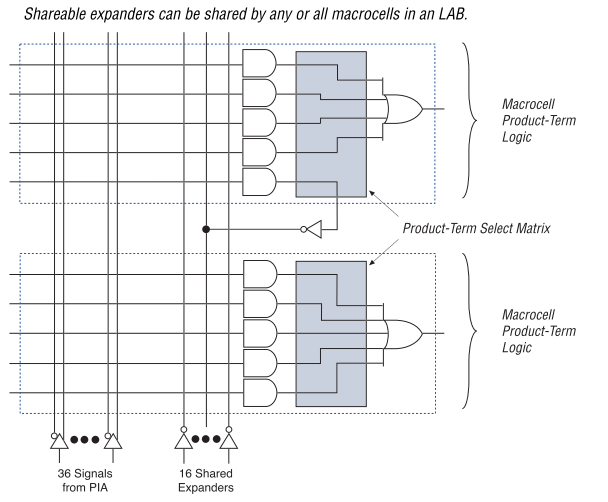 Shareable expanders can be shared by any or all macrocells in an LAB.
Macrocell
Product-Term
Logic
Product-Term Select Matrix
Macrocell
Product-Term
Logic
36 Signals
from PIA
16 Shared
Expanders